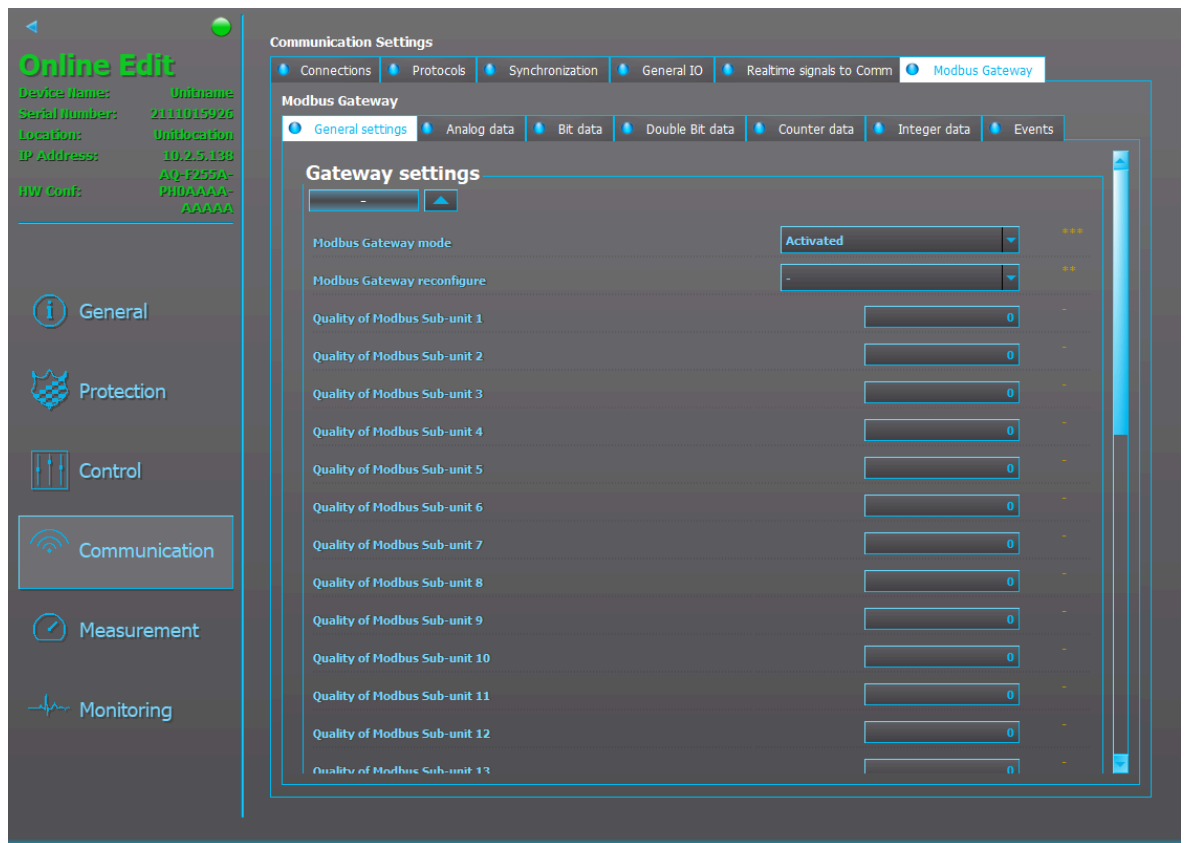 Online Edit
Device Name: Unitname
Serial Number: 2111015926
Location: Unitlocation
IP Address: 10.2.5.138
HW Conf: AQ-F255A-
PH0AAAA-
AAAAA
General
Protection
Control
Communication
Measurement
Monitoring
Communication Settings
Connections Protocols Synchronization General IO Realtime signals to Comm Modbus Gateway
Modbus Gateway
General settings Analog data Bit data Double Bit data Counter data Integer data Events
Gateway settings
-
Modbus Gateway mode Activated ***
Modbus Gateway reconfigure - **
Quality of Modbus Sub-unit 1 0 -
Quality of Modbus Sub-unit 2 0 -
Quality of Modbus Sub-unit 3 0 -
Quality of Modbus Sub-unit 4 0 -
Quality of Modbus Sub-unit 5 0 -
Quality of Modbus Sub-unit 6 0 -
Quality of Modbus Sub-unit 7 0 -
Quality of Modbus Sub-unit 8 0 -
Quality of Modbus Sub-unit 9 0 -
Quality of Modbus Sub-unit 10 0 -
Quality of Modbus Sub-unit 11 0 -
Quality of Modbus Sub-unit 12 0 -
Quality of Modbus Sub-unit 13 0 -